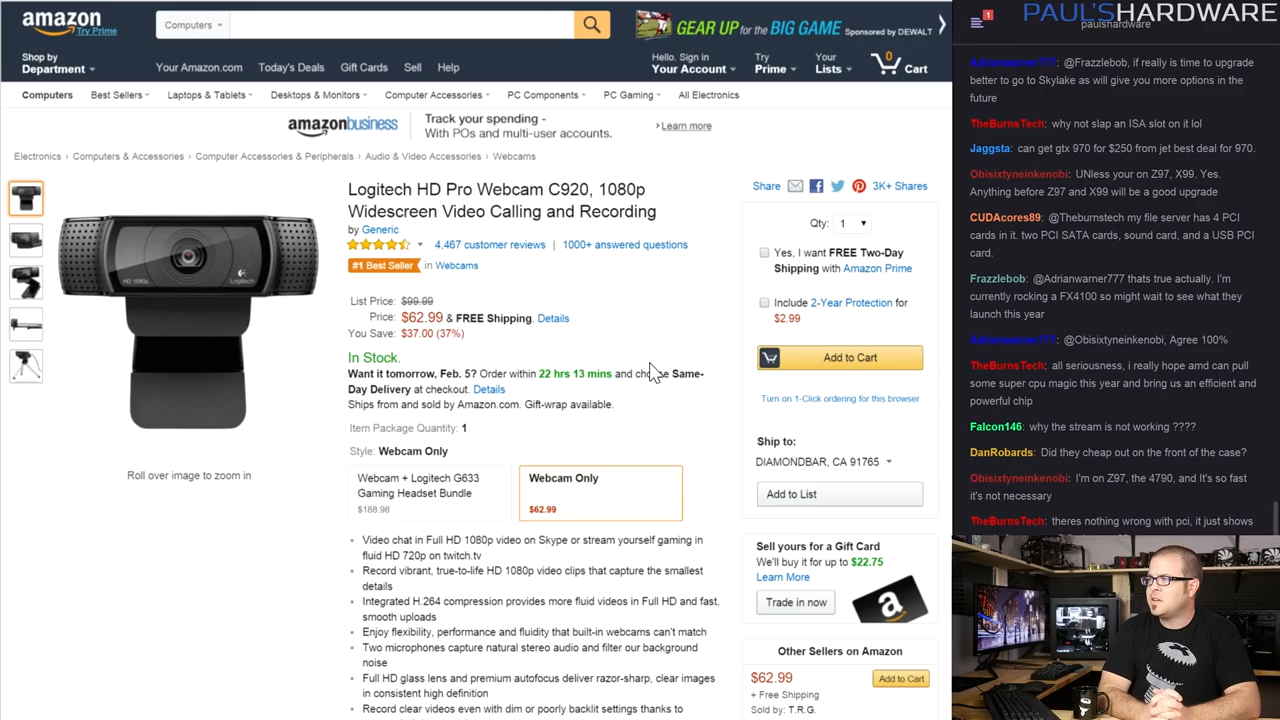 amazon
Try Prime
Computers
GEAR UP for the BIG GAME Sponsored by DEWALT
Shop by
Department
Your Amazon.com
Today's Deals
Gift Cards
Sell
Help
Hello. Sign in
Your Account
Try
Prime
Your
Lists
0
Cart
Computers
Best Sellers
Laptops & Tablets
Desktops & Monitors
Computer Accessories
PC Components
PC Gaming
All Electronics
amazonbusiness
Track your spending -
With POs and multi-user accounts.
› Learn more
Electronics › Computers & Accessories › Computer Accessories & Peripherals › Audio & Video Accessories › Webcams
HD 1080p
Logitech
Roll over image to zoom in
Logitech HD Pro Webcam C920, 1080p
Widescreen Video Calling and Recording
by Generic
4,467 customer reviews | 1000+ answered questions
#1 Best Seller in Webcams
List Price: $99.99
Price: $62.99 & FREE Shipping. Details
You Save: $37.00 (37%)
In Stock.
Want it tomorrow, Feb. 5? Order within 22 hrs 13 mins and choose Same-
Day Delivery at checkout. Details
Ships from and sold by Amazon.com. Gift-wrap available.
Item Package Quantity: 1
Style: Webcam Only
Webcam + Logitech G633
Gaming Headset Bundle
$188.98
Webcam Only
$62.99
• Video chat in Full HD 1080p video on Skype or stream yourself gaming in
fluid HD 720p on twitch.tv
• Record vibrant, true-to-life HD 1080p video clips that capture the smallest
details
• Integrated H.264 compression provides more fluid videos in Full HD and fast,
smooth uploads
• Enjoy flexibility, performance and fluidity that built-in webcams can't match
• Two microphones capture natural stereo audio and filter our background
noise
• Full HD glass lens and premium autofocus deliver razor-sharp, clear images
in consistent high definition
• Record clear videos even with dim or poorly backlit settings thanks to
Share
3K+ Shares
Qty: 1
Yes, I want FREE Two-Day
Shipping with Amazon Prime
Include 2-Year Protection for
$2.99
Add to Cart
Turn on 1-Click ordering for this browser
Ship to:
DIAMONDBAR, CA 91765
Add to List
Sell yours for a Gift Card
We'll buy it for up to $22.75
Learn More
Trade in now
a
Other Sellers on Amazon
$62.99
Add to Cart
+ Free Shipping
Sold by: T.R.G.
1
PAUL'SHARDWARE
paulshardware
Adrianwarner777: @Frazzlebob, if really is time to upgrade
better to go to Skylake as will give you more options in the
future
TheBurnsTech: why not slap an ISA slot on it lol
Jaggsta: can get gtx 970 for $250 from jet best deal for 970.
Obisixtyneinkenobi: UNless your on Z97, X99. Yes.
Anything before Z97 and X99 will be a good upgrade
CUDAcores89: @Theburnstech my file server has 4 PCI
cards in it. two PCI SATA cards, sound card, and a USB PCI
card.
Frazzlebob: @Adrianwarner777 thats true actually. I'm
currently rocking a FX4100 so might wait to see what they
launch this year
Adrianwarner777: @Obisixtyneinkenobi, Agree 100%
TheBurnsTech: all seriousness, i really hope amd can pull
some super cpu magic this year and bring us an efficient and
powerful chip
Falcon146: why the stream is not working ????
DanRobards: Did they cheap out on the front of the case?
Obisixtyneinkenobi: I'm on Z97, the 4790, and It's so fast
it's not necessary
TheBurnsTech: theres nothing wrong with pci, it just shows